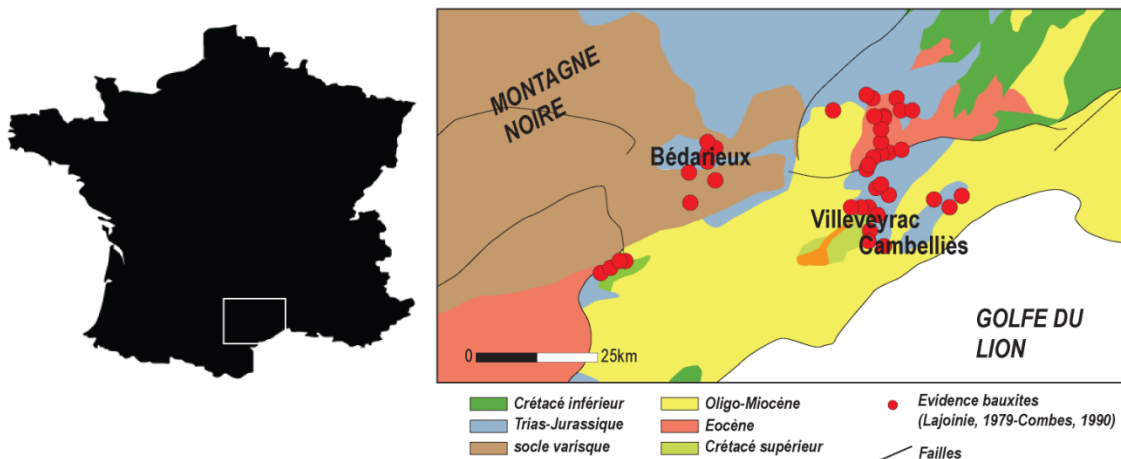 MONTAGNE
NOIRE
Bédarieux
Villeveyrac
Cambelliès
GOLFE DU
LION
0 25km
Crétacé inférieur
Trias-Jurassique
socle varisque
Oligo-Miocène
Eocène
Crétacé supérieur
Evidence bauxites
(Lajoinie, 1979-Combes, 1990)
Failles